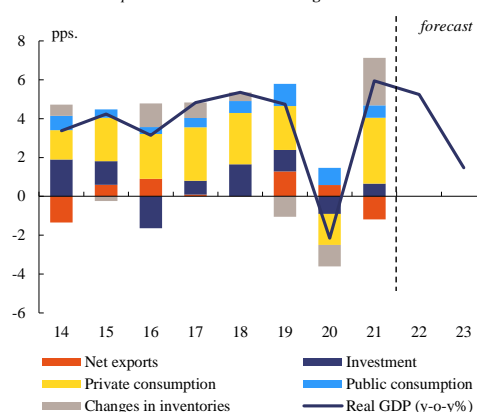 forecast
pps.
8
6
4
2
0
-2
-4
-6
14 15 16 17 18 19 20 21 22 23
Net exports Investment
Private consumption Public consumption
Changes in inventories Real GDP (y-o-y%)